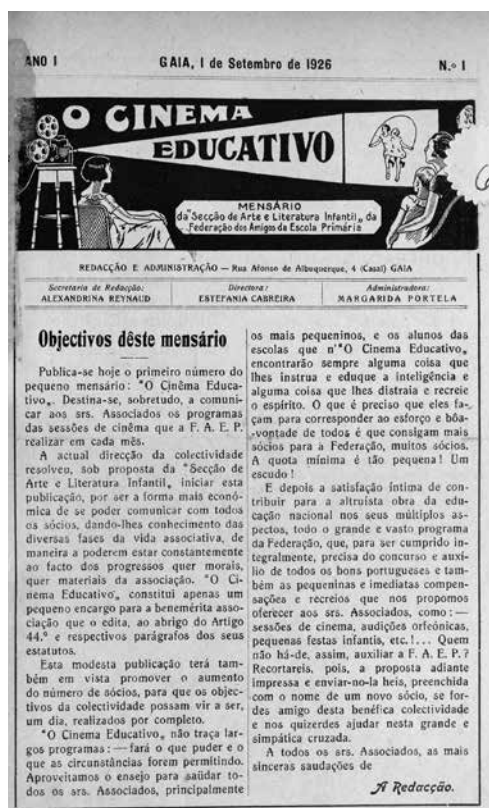 ANO I
GAIA, 1 de Setembro de 1926
N.º 1
O CINEMA
EDUCATIVO
MENSÁRIO
da "Secção de Arte e Literatura Infantil„ da
Federação dos Amigos da Escola Primária
REDACÇÃO E ADMINISTRAÇÃO — Rua Afonso de Albuquerque, 4 (Casal) GAIA
Secretaria de Redacção:
ALEXANDRINA REYNAUD
Directora:
ESTEFANIA CABREIRA
Administradora:
MARGARIDA PORTELA
Objectivos dêste mensário
Publica-se hoje o primeiro número do
pequeno mensário: "O Cinêma Educa-
tivo„. Destina-se, sobretudo, a comuni-
car aos srs. Associados os programas
das sessões de cinêma que a F. A. E. P.
realizar em cada mês.
A actual direcção da colectividade
resolveu, sob proposta da "Secção de
Arte e Literatura Infantil„ iniciar esta
publicação, por ser a forma mais econó-
mica de se poder comunicar com todos
os sócios, dando-lhes conhecimento das
diversas fases da vida associativa, de
maneira a poderem estar constantemente
ao facto dos progressos quer morais,
quer materiais da associação. "O Ci-
nema Educativo„ constitui apenas um
pequeno encargo para a benemérita asso-
ciação que o edita, ao abrigo do Artigo
44.º e respectivos parágrafos dos seus
estatutos.
Esta modesta publicação terá tam-
bém em vista promover o aumento
do número de sócios, para que os objec-
tivos da colectividade possam vir a ser,
um dia, realizados por completo.
"O Cinema Educativo„ não traça lar-
gos programas: — fará o que puder e o
que as circunstâncias forem permitindo.
Aproveitamos o ensejo para saüdar to-
dos os srs. Associados, principalmente
os mais pequeninos, e os alunos das
escolas que n'"O Cinema Educativo„
encontrarão sempre alguma coisa que
lhes instrua e eduque a inteligência e
alguma coisa que lhes distraia e recreie
o espírito. O que é preciso que eles fa-
çam para corresponder ao esforço e bôa-
-vontade de todos é que consigam mais
sócios para a Federação, muitos sócios.
A quota mínima é tão pequena! Um
escudo!
E depois a satisfação íntima de con-
tribuir para a altruísta obra da edu-
cação nacional nos seus múltiplos as-
pectos, todo o grande e vasto programa
da Federação, que, para ser cumprido in-
tegralmente, precisa do concurso e auxí-
lio de todos os bons portugueses e tam-
bém as pequeninas e imediatas compen-
sações e recreios que nos propomos
oferecer aos srs. Associados, como: —
sessões de cinema, audições orfeónicas,
pequenas festas infantis, etc.!... Quem
não há-de, assim, auxiliar a F. A. E. P.?
Recortareis, pois, a proposta adiante
impressa e enviar-no-la heis, preenchida
com o nome de um novo sócio, se for-
des amigo desta benéfica colectividade
e nos quizerdes ajudar nesta grande e
simpática cruzada.
A todos os srs. Associados, as mais
sinceras saudações de
A Redacção.